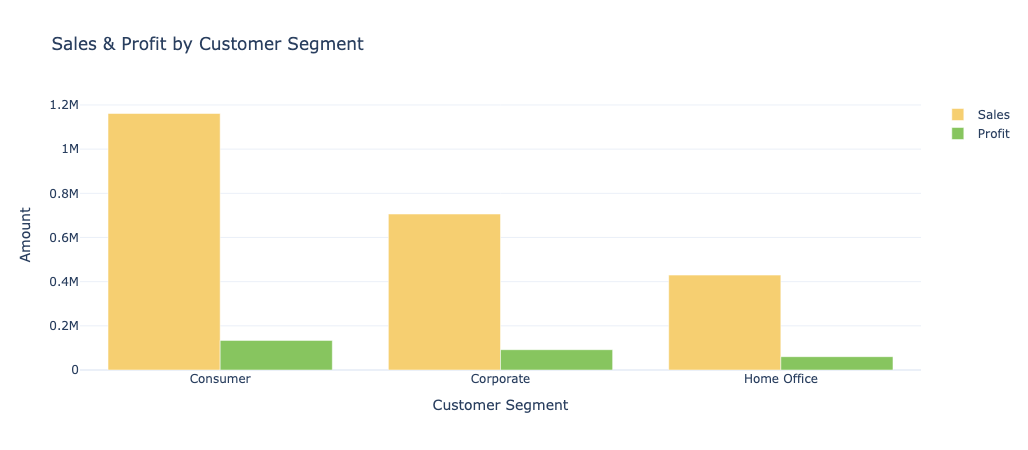 Sales & Profit by Customer Segment
1.2M
1M
0.8M
0.6M
0.4M
0.2M
0
Amount
Consumer
Corporate
Home Office
Customer Segment
Sales
Profit